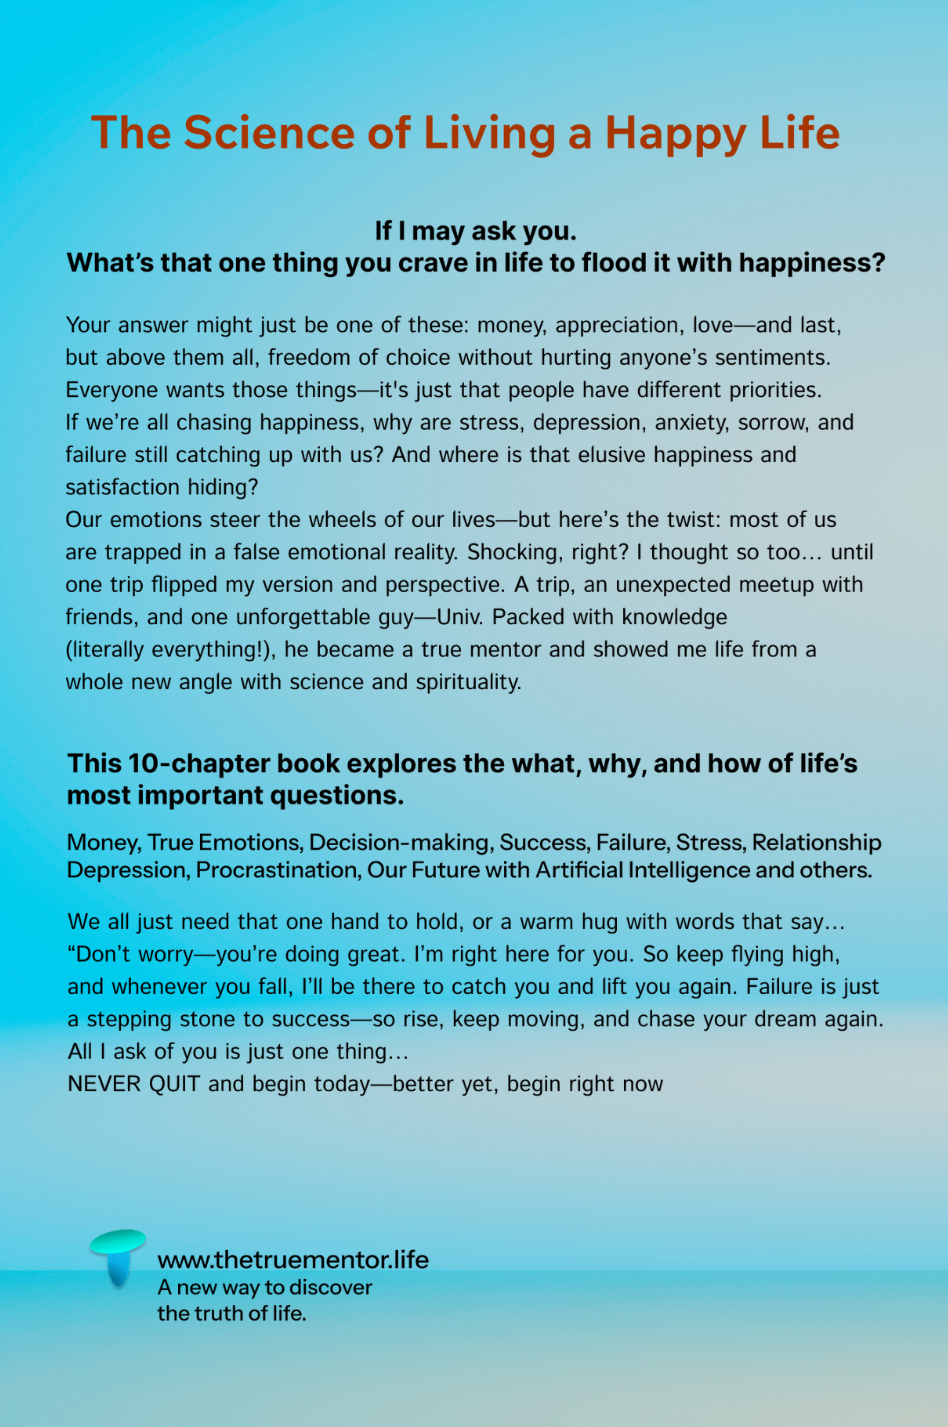 The Science of Living a Happy Life
If I may ask you.
What’s that one thing you crave in life to flood it with happiness?
Your answer might just be one of these: money, appreciation, love—and last,
but above them all, freedom of choice without hurting anyone’s sentiments.
Everyone wants those things—it's just that people have different priorities.
If we’re all chasing happiness, why are stress, depression, anxiety, sorrow, and
failure still catching up with us? And where is that elusive happiness and
satisfaction hiding?
Our emotions steer the wheels of our lives—but here’s the twist: most of us
are trapped in a false emotional reality. Shocking, right? I thought so too… until
one trip flipped my version and perspective. A trip, an unexpected meetup with
friends, and one unforgettable guy—Univ. Packed with knowledge
(literally everything!), he became a true mentor and showed me life from a
whole new angle with science and spirituality.
This 10-chapter book explores the what, why, and how of life’s
most important questions.
Money, True Emotions, Decision-making, Success, Failure, Stress, Relationship
Depression, Procrastination, Our Future with Artificial Intelligence and others.
We all just need that one hand to hold, or a warm hug with words that say…
“Don’t worry—you’re doing great. I’m right here for you. So keep flying high,
and whenever you fall, I’ll be there to catch you and lift you again. Failure is just
a stepping stone to success—so rise, keep moving, and chase your dream again.
All I ask of you is just one thing…
NEVER QUIT and begin today—better yet, begin right now
www.thetruementor.life
A new way to discover
the truth of life.